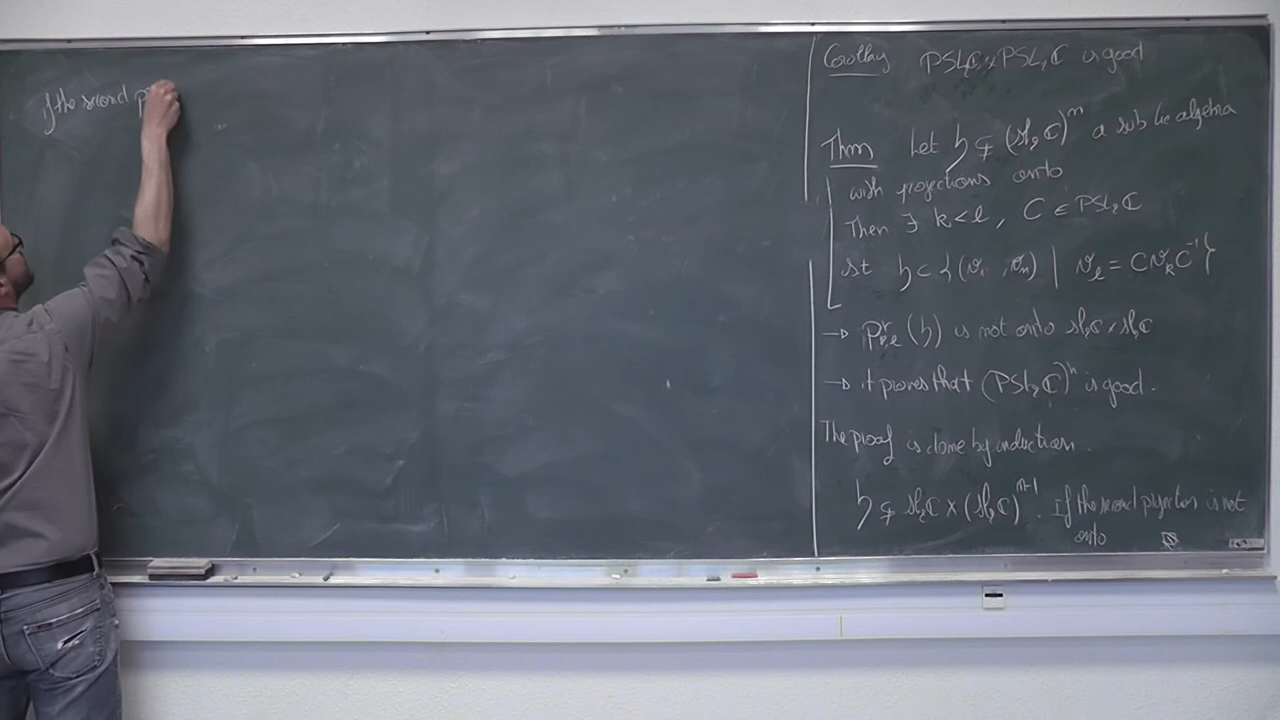 if the second pr
Corollary PSL₂ℂ × PSL₂ℂ is good
Thm Let 𝔥 ⊊ (sl₂ℂ)ⁿ a sub lie algebra
with projections onto
Then ∃ k<l, C ∈ PSL₂ℂ
st 𝔥 ⊂ {(v₁ , vₙ) | v_l = C v_k C⁻¹}
→ pr_{k,l}(𝔥) is not onto sl₂ℂ × sl₂ℂ
→ it proves that (PSL₂ℂ)ⁿ is good.
The proof is done by induction.
𝔥 ⊊ sl₂ℂ × (sl₂ℂ)ⁿ⁻¹. If the second projection is not
onto